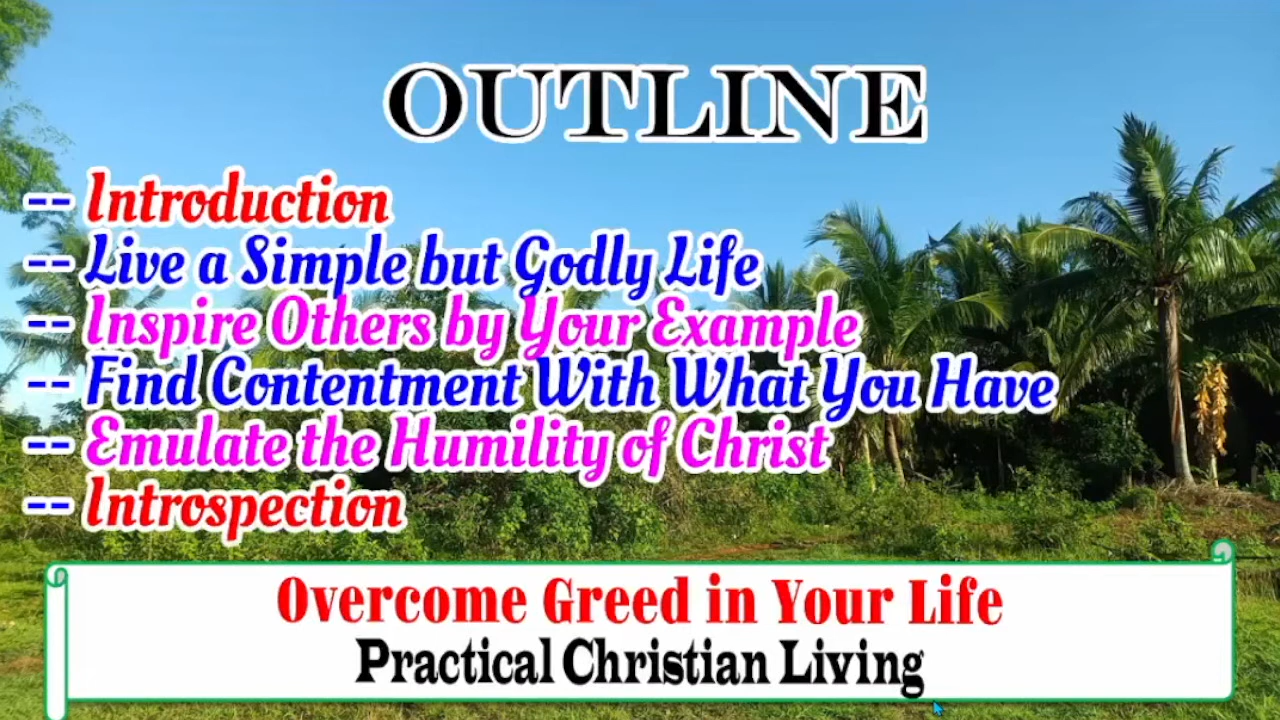 OUTLINE
-- Introduction
-- Live a Simple but Godly Life
-- Inspire Others by Your Example
-- Find Contentment With What You Have
-- Emulate the Humility of Christ
-- Introspection
Overcome Greed in Your Life
Practical Christian Living